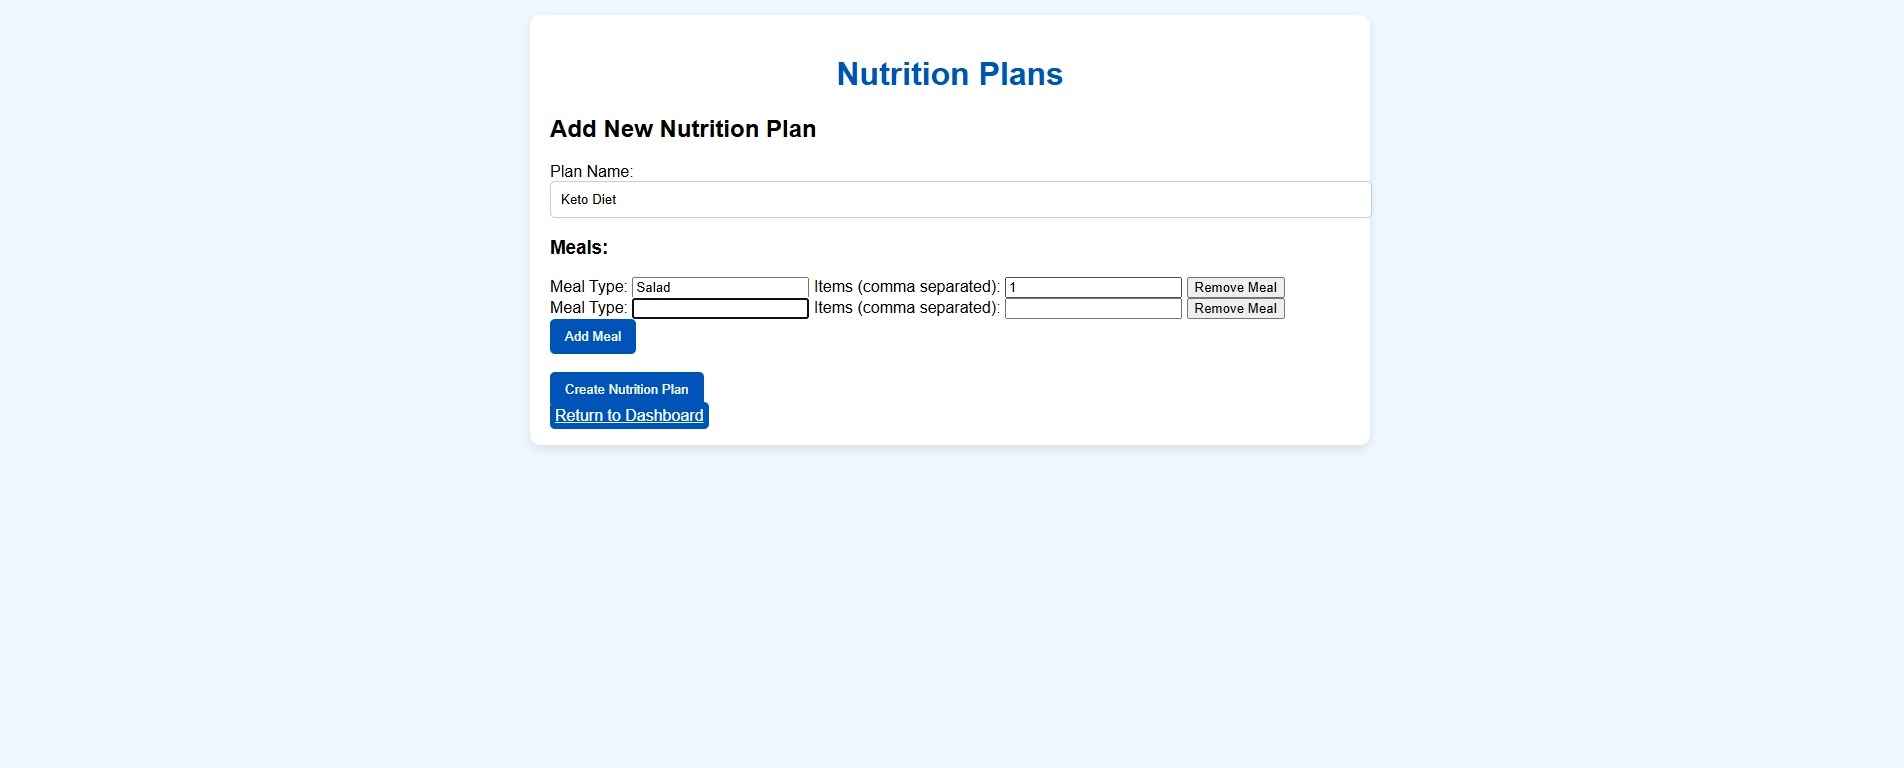 Nutrition Plans
Add New Nutrition Plan
Plan Name:
Keto Diet
Meals:
Meal Type: Salad Items (comma separated): 1 Remove Meal
Meal Type: Items (comma separated): Remove Meal
Add Meal
Create Nutrition Plan
Return to Dashboard